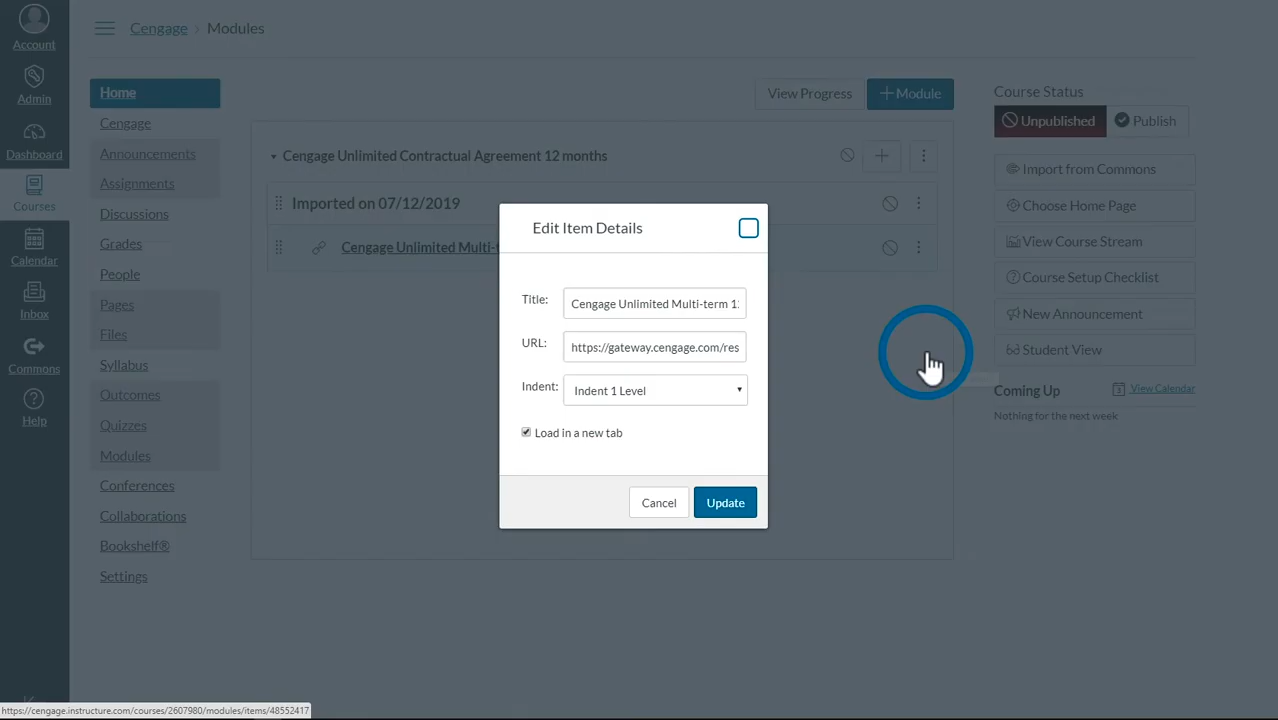 Account
Admin
Dashboard
Courses
Calendar
Inbox
Commons
Help
Cengage › Modules
Home
Cengage
Announcements
Assignments
Discussions
Grades
People
Pages
Files
Syllabus
Outcomes
Quizzes
Modules
Conferences
Collaborations
Bookshelf®
Settings
View Progress
+ Module
Cengage Unlimited Contractual Agreement 12 months
Imported on 07/12/2019
Cengage Unlimited Multi-t
Edit Item Details
Title: Cengage Unlimited Multi-term 1
URL: https://gateway.cengage.com/res
Indent: Indent 1 Level
Load in a new tab
Cancel Update
Course Status
Unpublished Publish
Import from Commons
Choose Home Page
View Course Stream
Course Setup Checklist
New Announcement
Student View
Coming Up View Calendar
Nothing for the next week
https://cengage.instructure.com/courses/2607980/modules/items/48552417